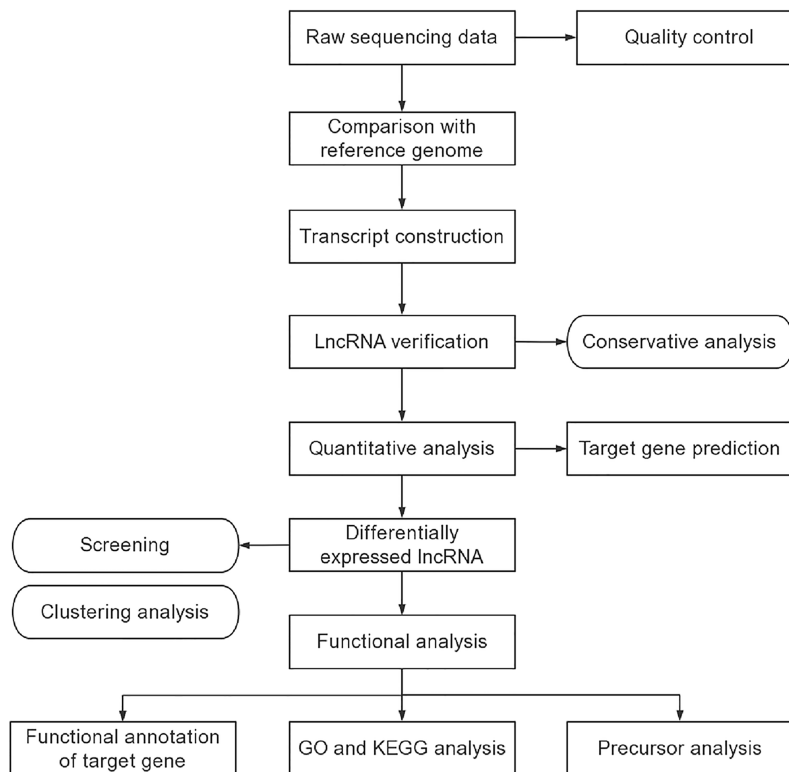 Raw sequencing data
Quality control
Comparison with
reference genome
Transcript construction
LncRNA verification
Conservative analysis
Quantitative analysis
Target gene prediction
Screening
Differentially
expressed lncRNA
Clustering analysis
Functional analysis
Functional annotation
of target gene
GO and KEGG analysis
Precursor analysis